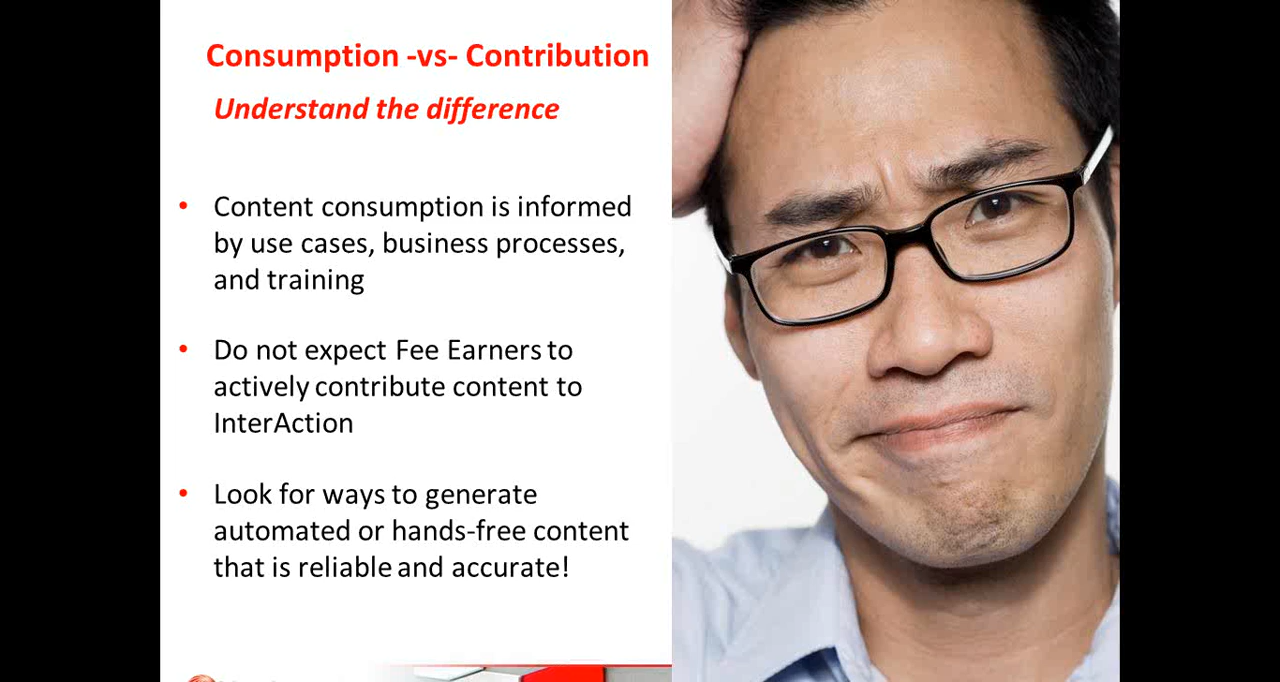 Consumption -vs- Contribution
Understand the difference
• Content consumption is informed
by use cases, business processes,
and training
• Do not expect Fee Earners to
actively contribute content to
InterAction
• Look for ways to generate
automated or hands-free content
that is reliable and accurate!